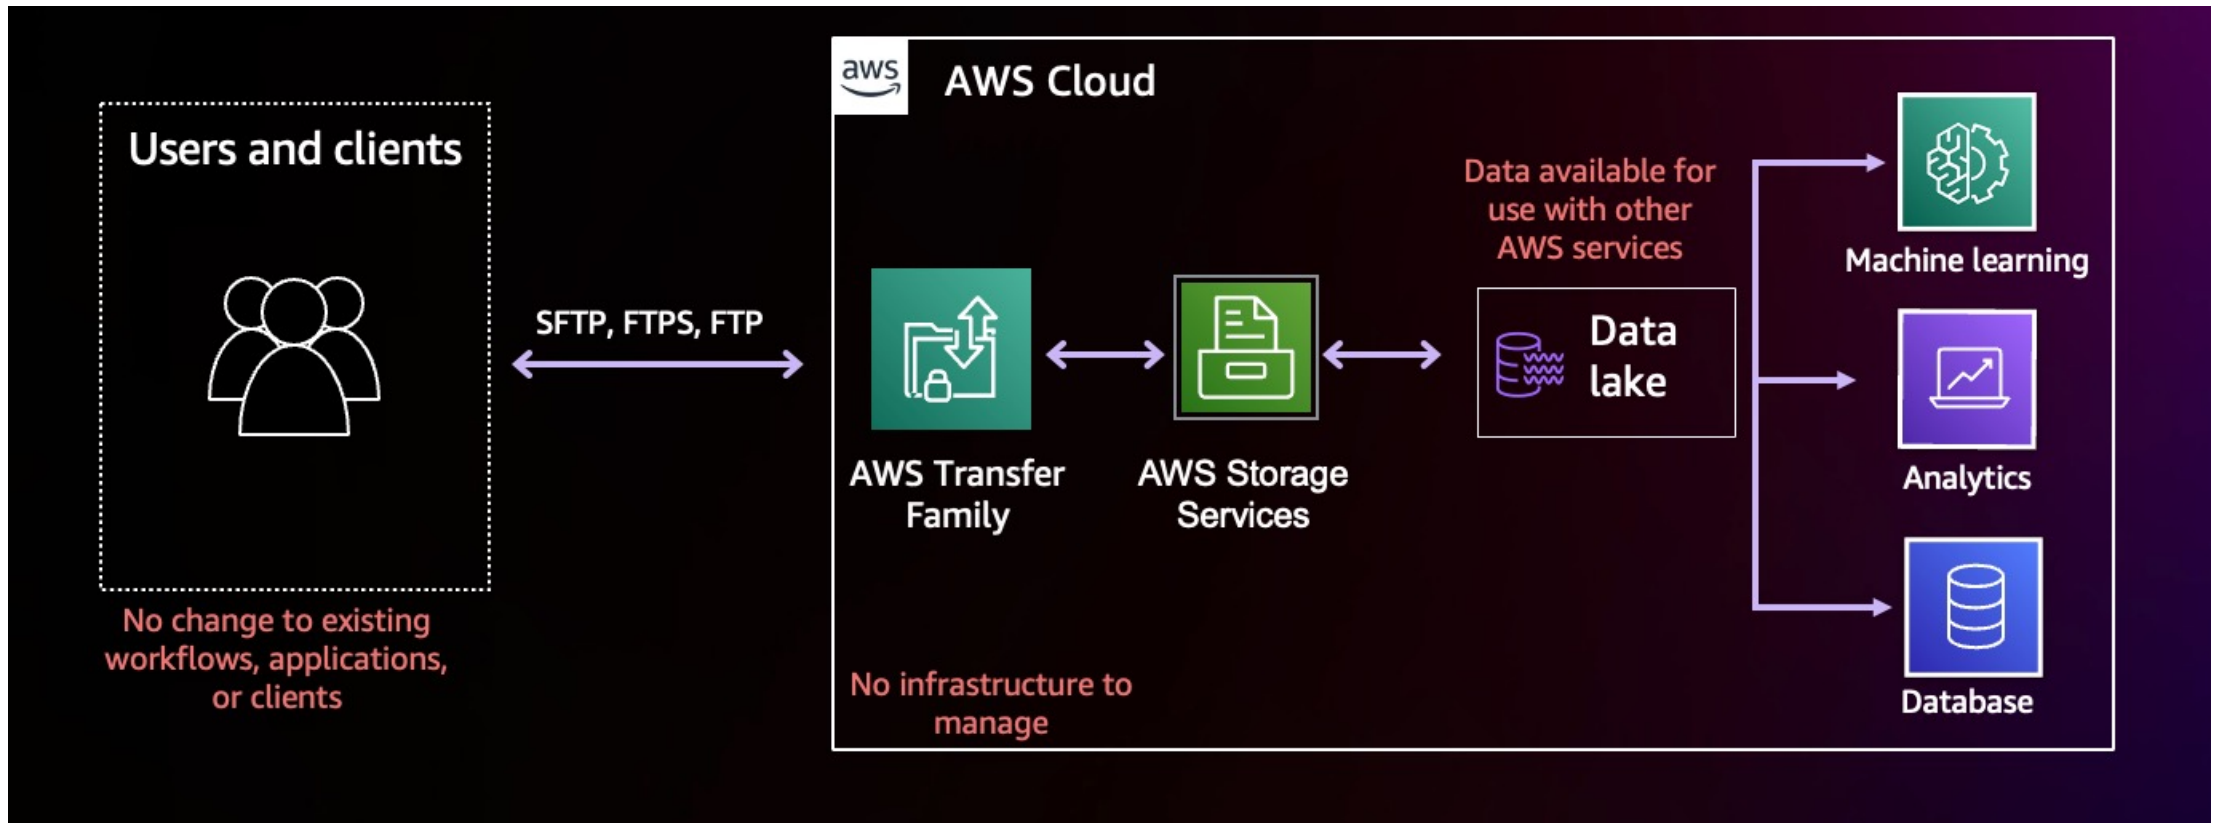 aws
AWS Cloud
Users and clients
No change to existing
workflows, applications,
or clients
SFTP, FTPS, FTP
AWS Transfer
Family
AWS Storage
Services
No infrastructure to
manage
Data available for
use with other
AWS services
Data
lake
Machine learning
Analytics
Database